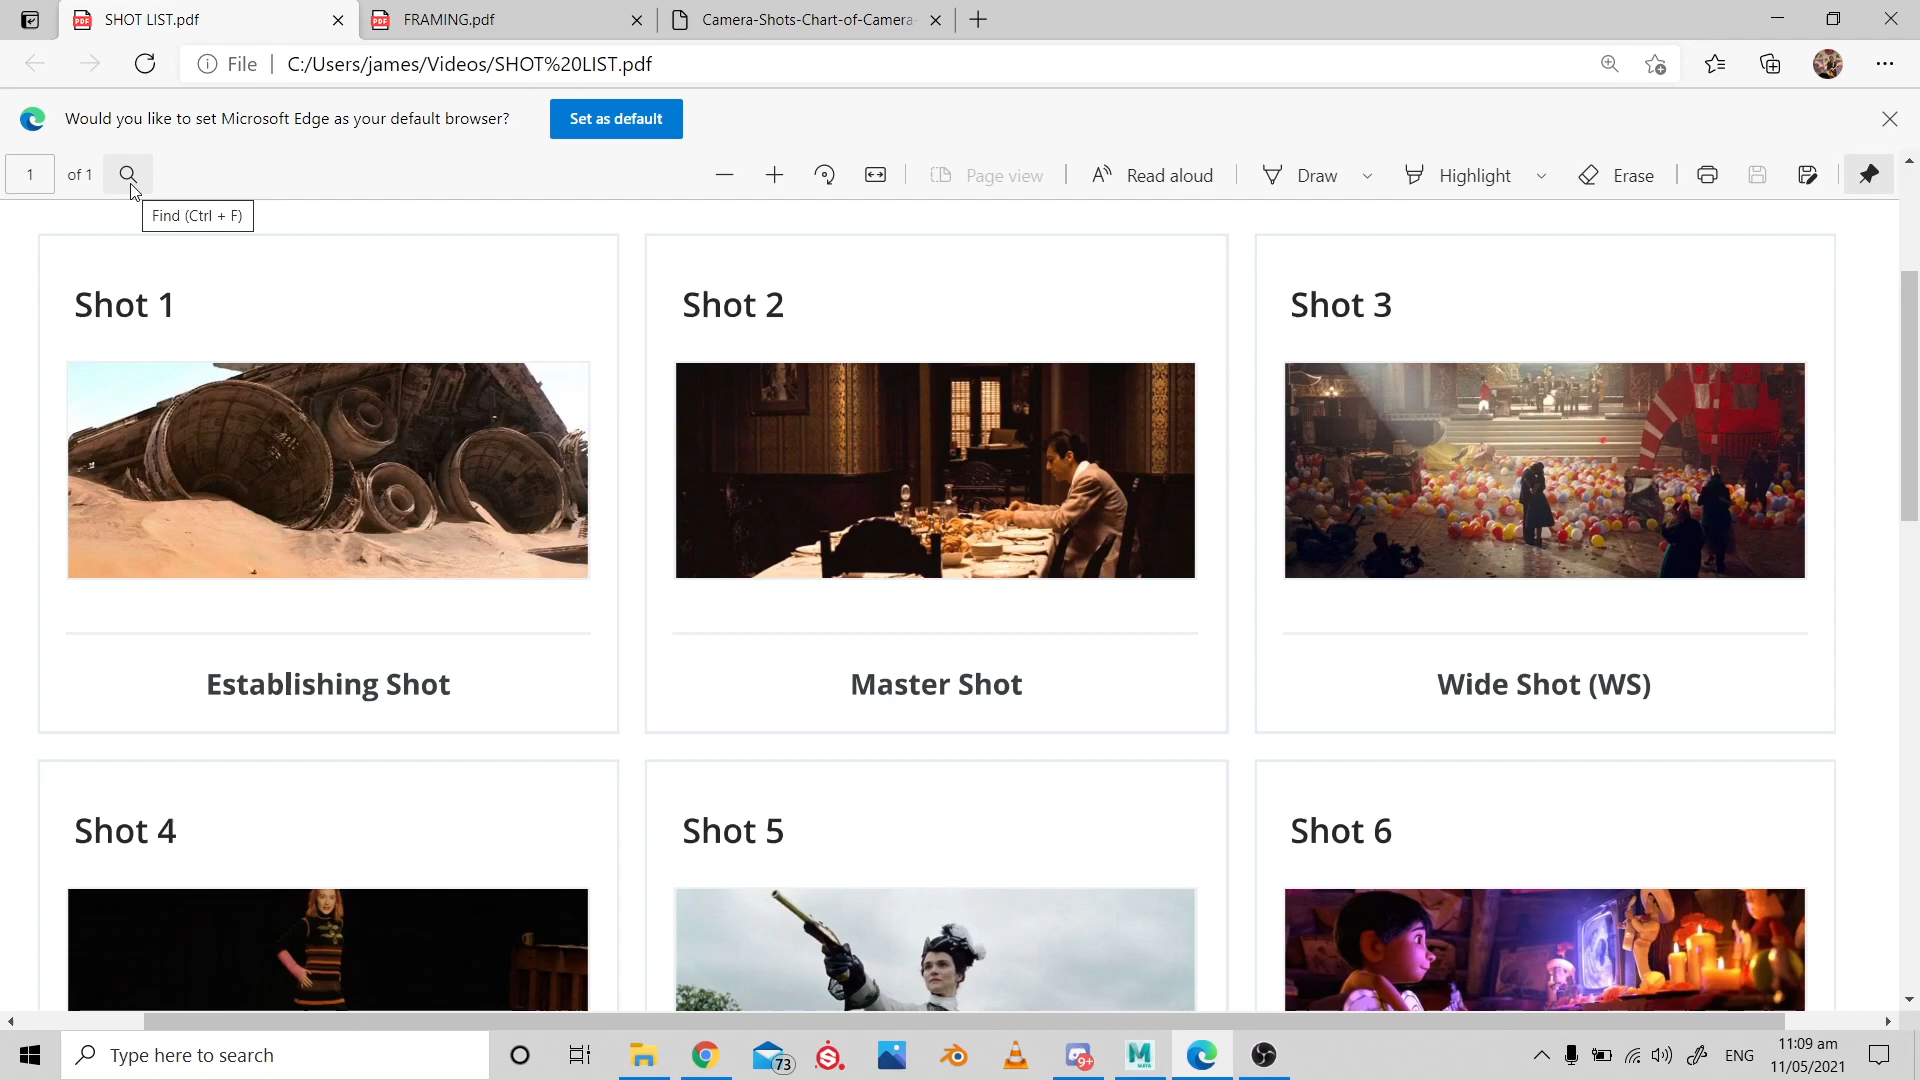 SHOT LIST.pdf
FRAMING.pdf
Camera-Shots-Chart-of-Camera-
File
C:/Users/james/Videos/SHOT%20LIST.pdf
Would you like to set Microsoft Edge as your default browser?
Set as default
1 of 1
Page view
Read aloud
Draw
Highlight
Erase
Find (Ctrl + F)
Shot 1
Shot 2
Shot 3
Establishing Shot
Master Shot
Wide Shot (WS)
Shot 4
Shot 5
Shot 6
Type here to search
73
9+
ENG
11:09 am
11/05/2021